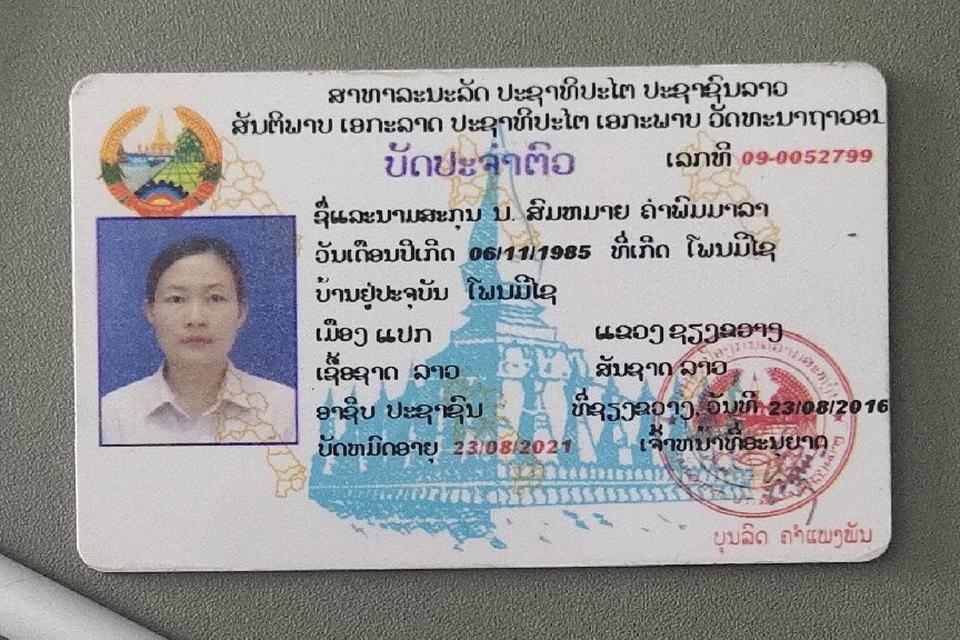 ສາທາລະນະລັດ ປະຊາທິປະໄຕ ປະຊາຊົນລາວ
ສັນຕິພາບ ເອກະລາດ ປະຊາທິປະໄຕ ເອກະພາບ ວັດທະນາຖາວອນ
ບັດປະຈຳຕົວ
ເລກທີ 09-0052799
ຊື່ແລະນາມສະກຸນ ນ. ສົມຫມາຍ ຄຳພົມມາລາ
ວັນເດືອນປີເກີດ 06/11/1985 ທີ່ເກີດ ໂພນມີໄຊ
ບ້ານຢູ່ປະຈຸບັນ ໂພນມີໄຊ
ເມືອງ ແປກ ແຂວງ ຊຽງຂວາງ
ເຊື້ອຊາດ ລາວ ສັນຊາດ ລາວ
ອາຊີບ ປະຊາຊົນ ທີ່ຊຽງຂວາງ, ວັນທີ 23/08/2016
ບັດຫມົດອາຍຸ 23/08/2021 ເຈົ້າຫນ້າທີ່ອະນຸຍາດ
ບຸນລິດ ຄຳແພງພັນ